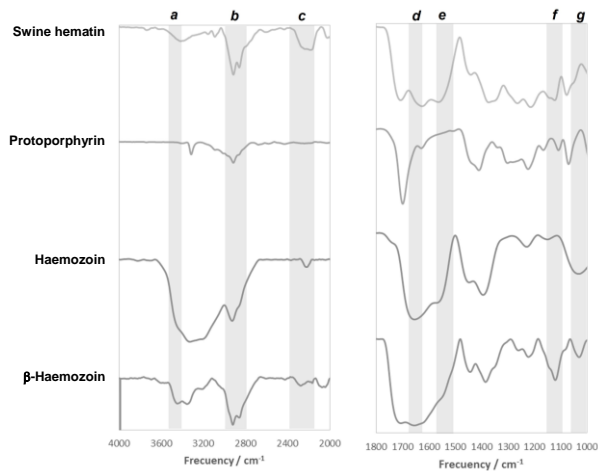 a b c d e f g
Swine hematin
Protoporphyrin
Haemozoin
β-Haemozoin
4000 3600 3200 2800 2400 2000
1800 1700 1600 1500 1400 1300 1200 1100 1000
Frecuency / cm-1 Frecuency / cm-1